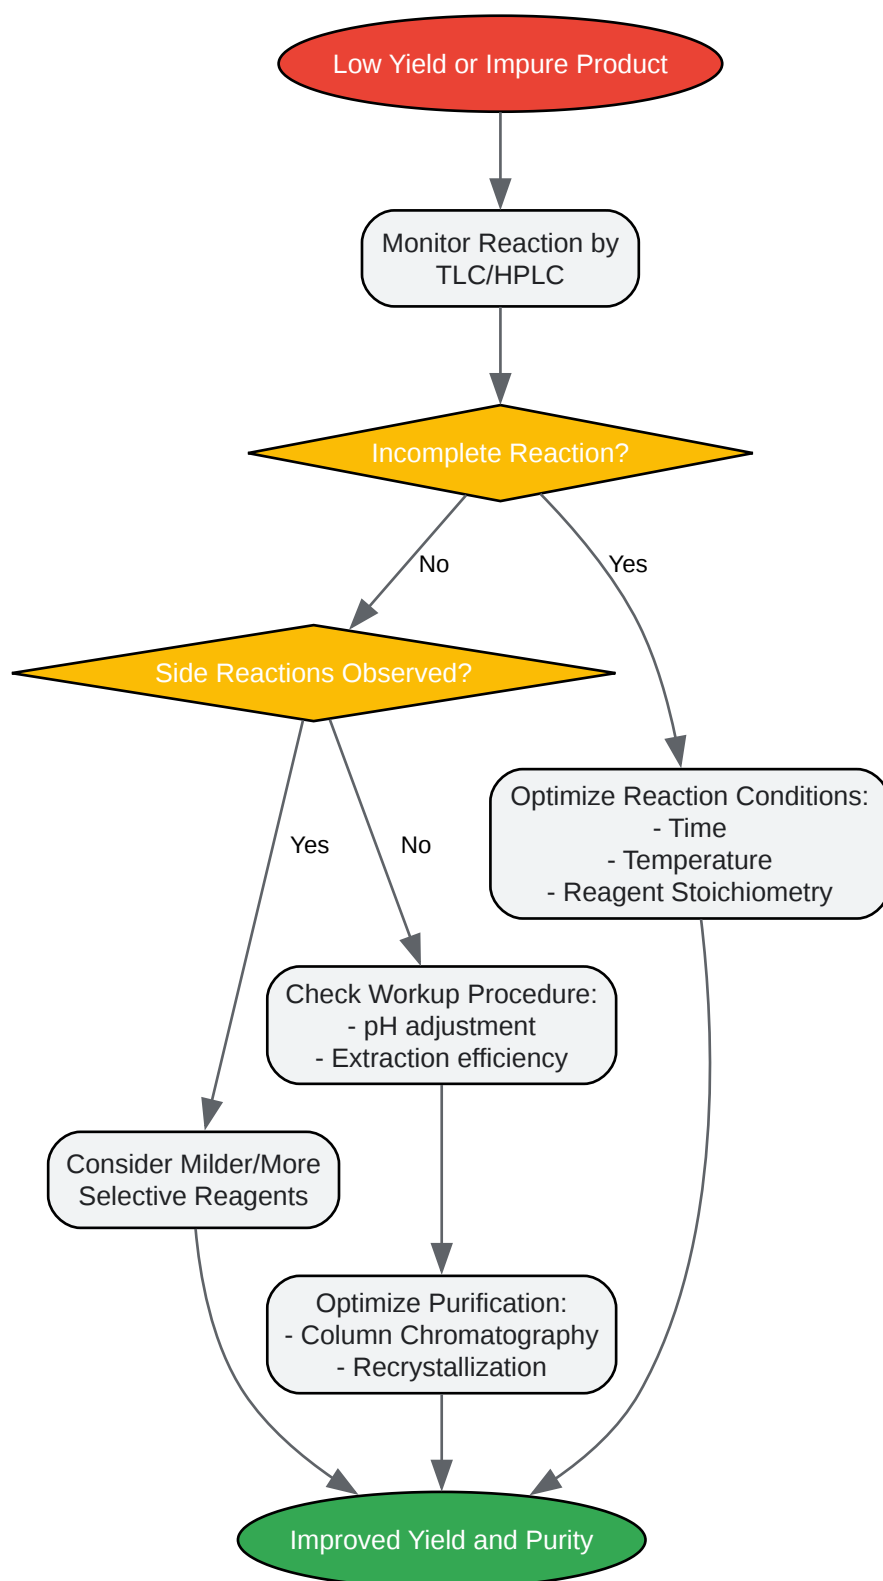 Low Yield or Impure Product
Monitor Reaction by
TLC/HPLC
Incomplete Reaction?
No
Yes
Side Reactions Observed?
Yes
No
Optimize Reaction Conditions:
- Time
- Temperature
- Reagent Stoichiometry
Check Workup Procedure:
- pH adjustment
- Extraction efficiency
Consider Milder/More
Selective Reagents
Optimize Purification:
- Column Chromatography
- Recrystallization
Improved Yield and Purity